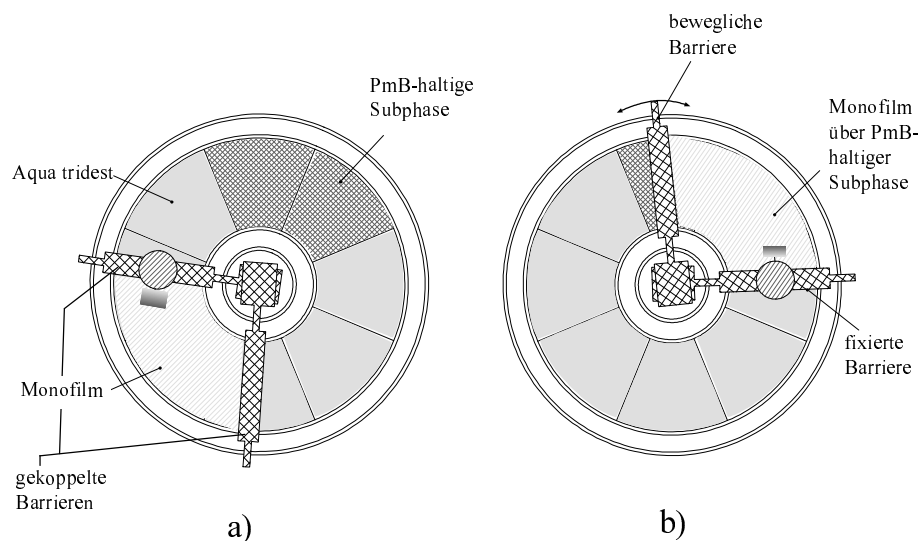 PmB-haltige
Subphase
Aqua tridest
Monofilm
gekoppelte
Barrieren
a)
bewegliche
Barriere
Monofilm
über PmB-
haltiger
Subphase
fixierte
Barriere
b)